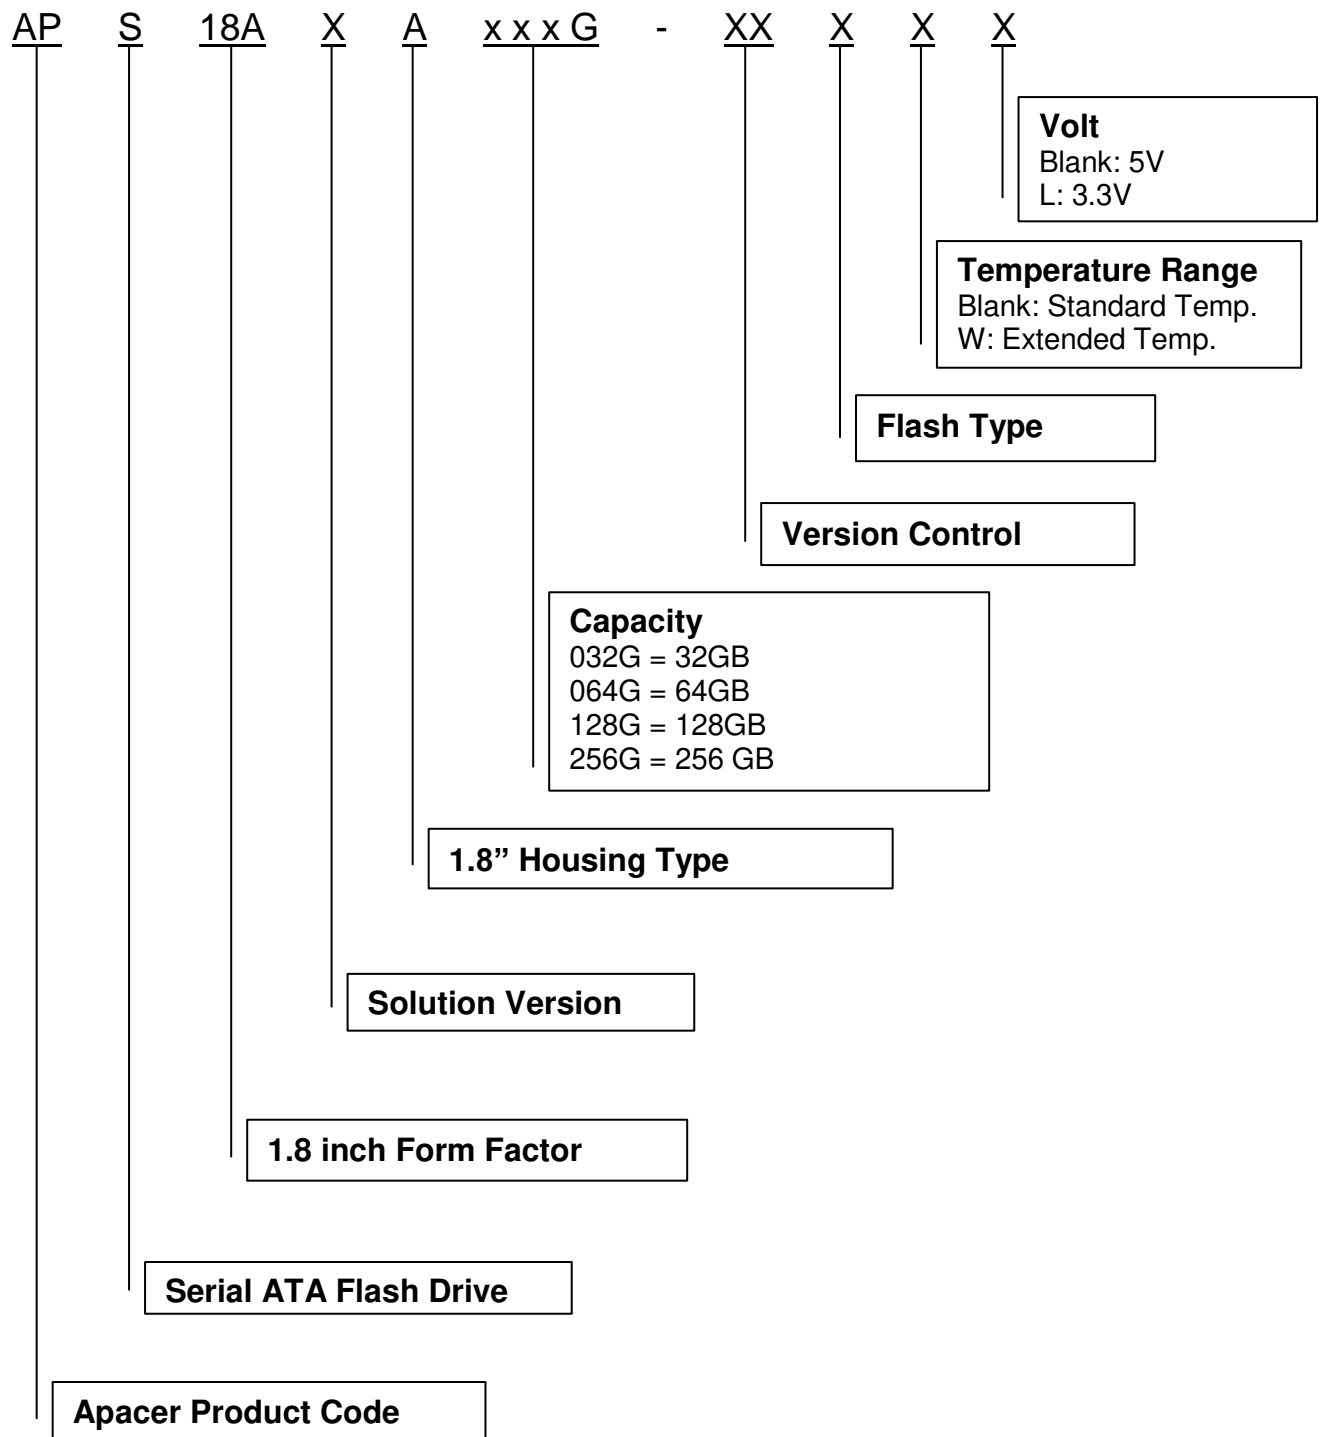 AP S 18A X A x x x G - XX X X X
Volt
Blank: 5V
L: 3.3V
Temperature Range
Blank: Standard Temp.
W: Extended Temp.
Flash Type
Version Control
Capacity
032G = 32GB
064G = 64GB
128G = 128GB
256G = 256 GB
1.8” Housing Type
Solution Version
1.8 inch Form Factor
Serial ATA Flash Drive
Apacer Product Code